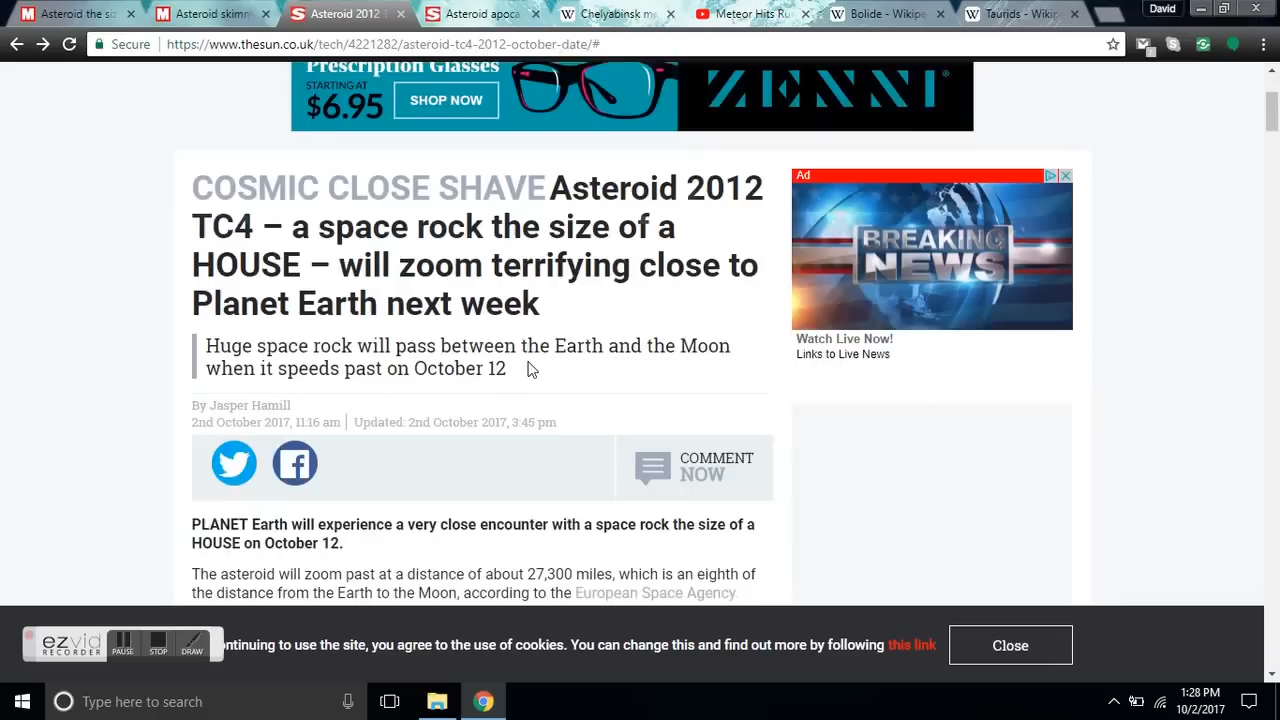 Asteroid the siz
Asteroid skimm
Asteroid 2012 T
Asteroid apoca
Chelyabinsk me
Meteor Hits Ru
Bolide - Wikipe
Taurids - Wikip
David
Secure
https://www.thesun.co.uk/tech/4221282/asteroid-tc4-2012-october-date/#
Prescription Glasses
STARTING AT
$6.95
SHOP NOW
ZENNI
COSMIC CLOSE SHAVE Asteroid 2012
TC4 – a space rock the size of a
HOUSE – will zoom terrifying close to
Planet Earth next week
Huge space rock will pass between the Earth and the Moon
when it speeds past on October 12
By Jasper Hamill
2nd October 2017, 11:16 am | Updated: 2nd October 2017, 3:45 pm
COMMENT
NOW
PLANET Earth will experience a very close encounter with a space rock the size of a
HOUSE on October 12.
The asteroid will zoom past at a distance of about 27,300 miles, which is an eighth of
the distance from the Earth to the Moon, according to the European Space Agency.
Ad
BREAKING
NEWS
Watch Live Now!
Links to Live News
ezvid
RECORDER
PAUSE
STOP
DRAW
ontinuing to use the site, you agree to the use of cookies. You can change this and find out more by following this link
Close
Type here to search
1:28 PM
10/2/2017